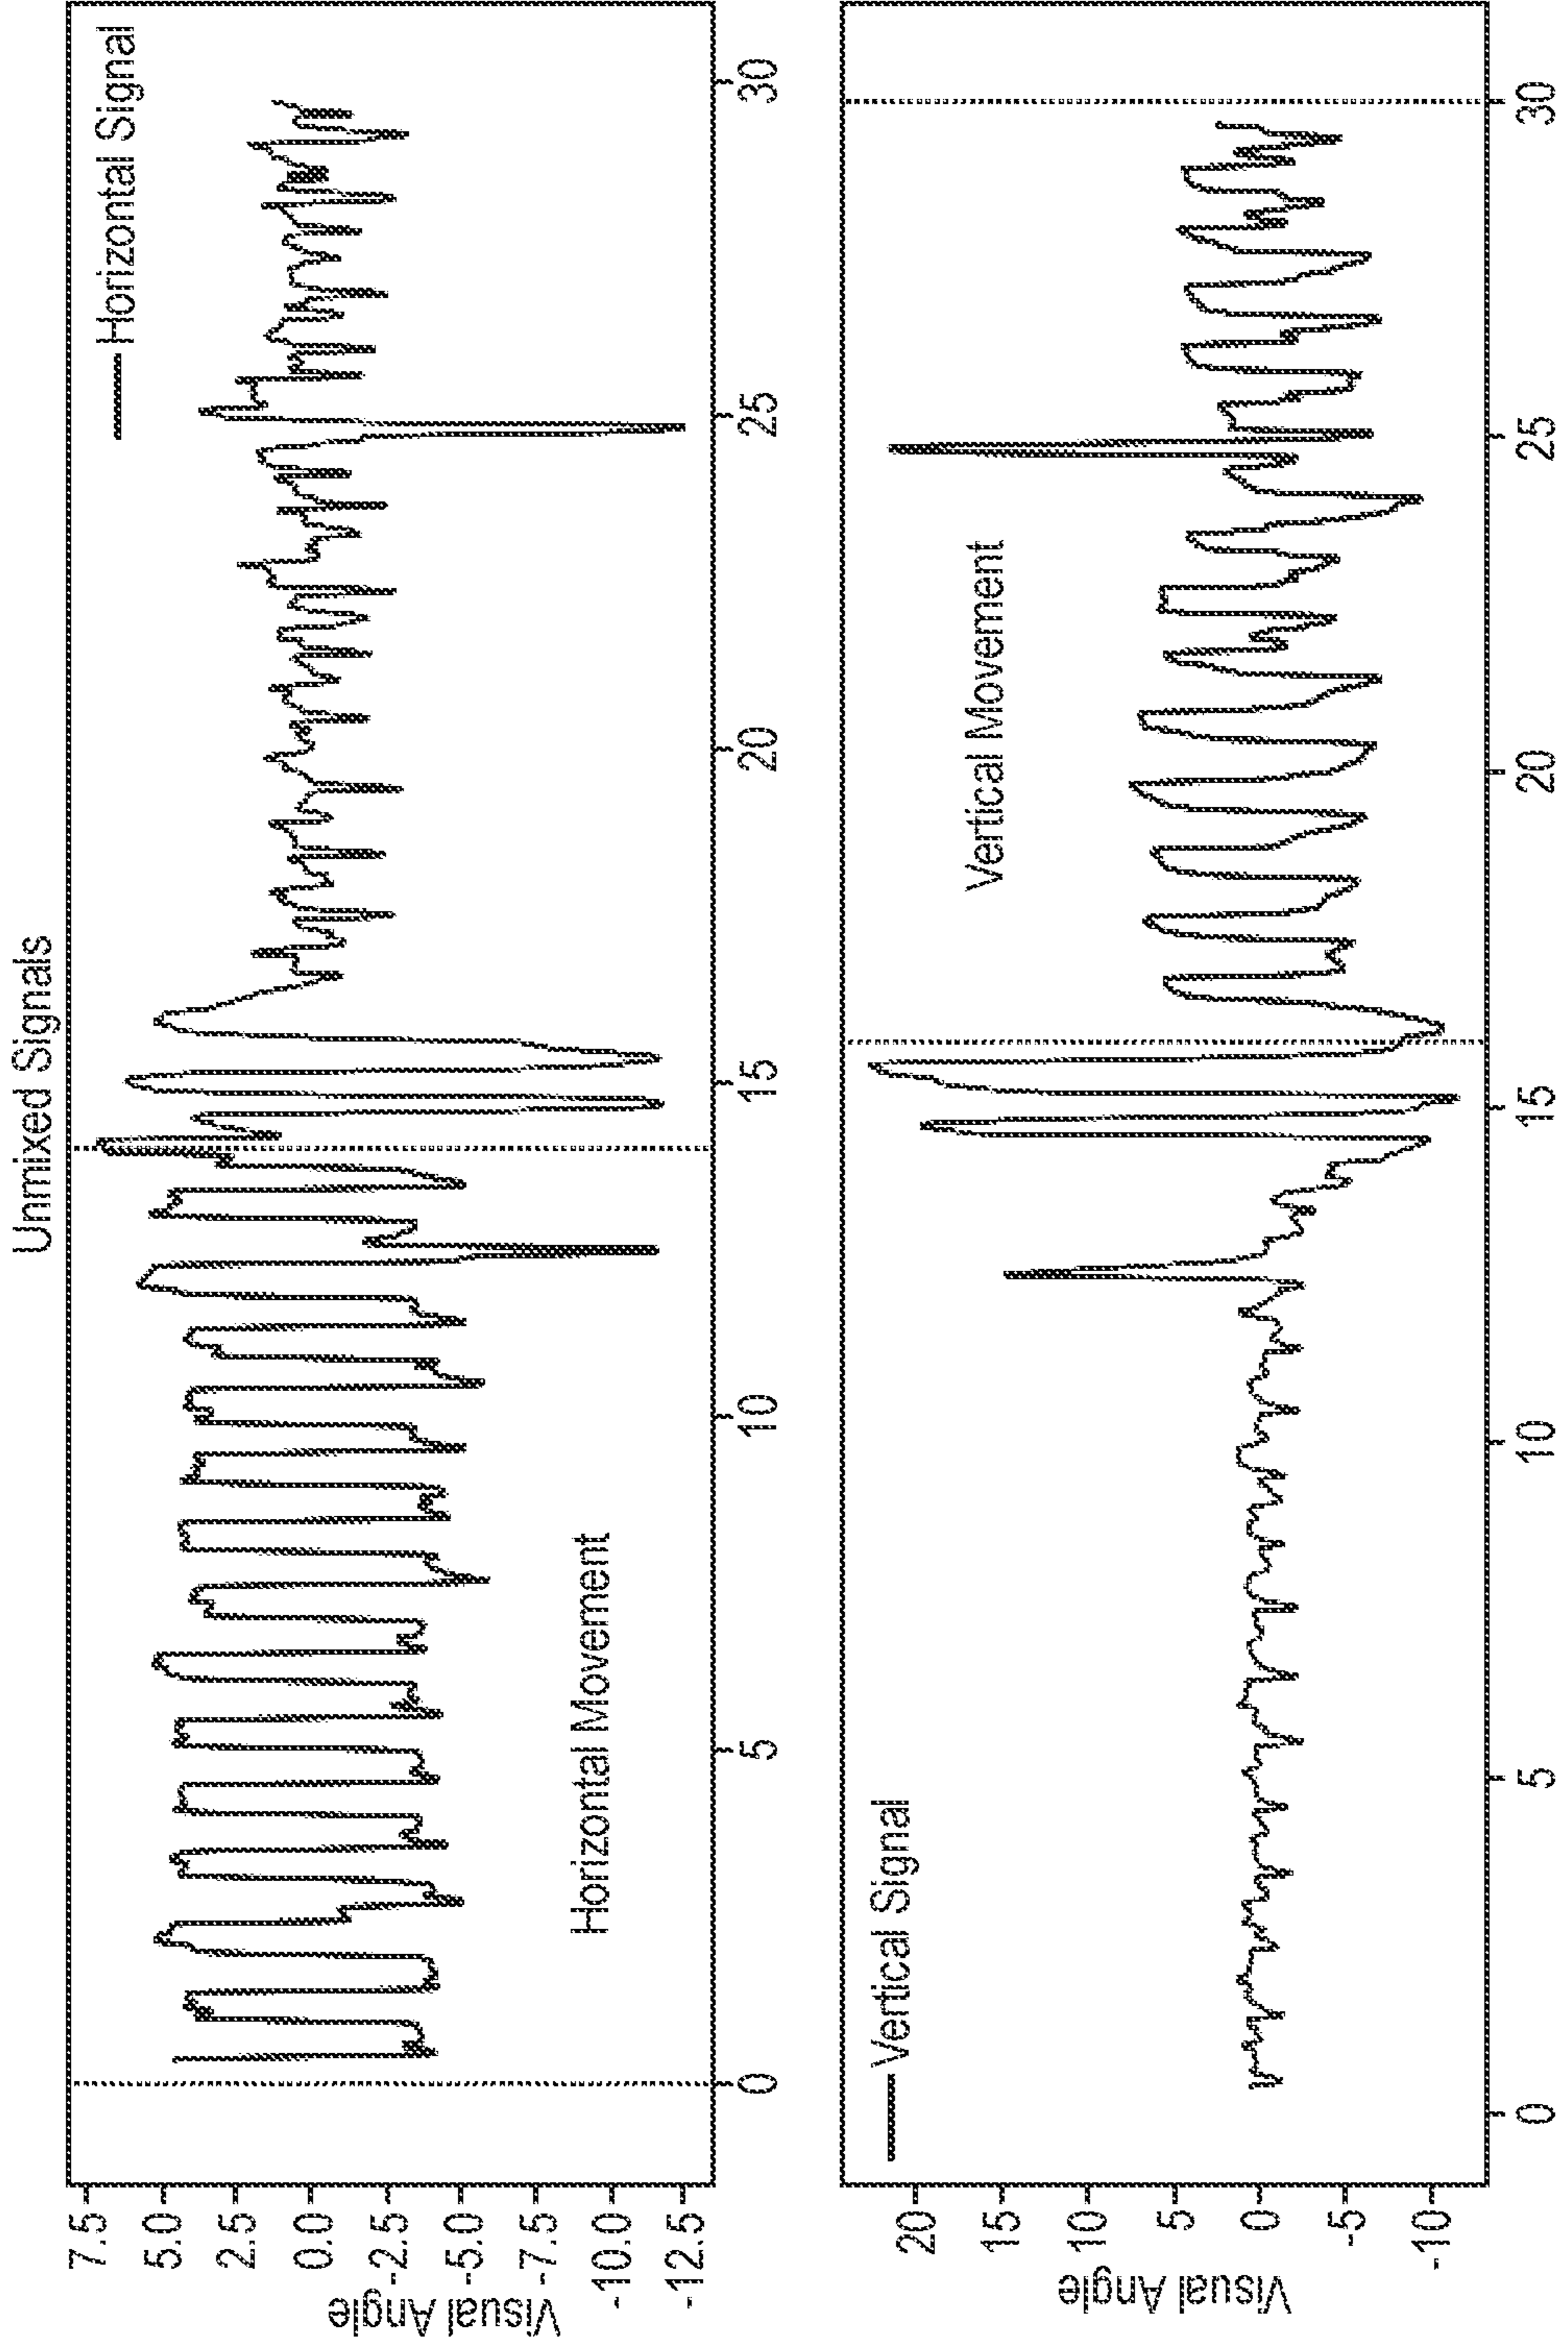 Unmixed Signals
Horizontal Signal
7.5
5.0
2.5
0.0
-2.5
-5.0
-7.5
-10.0
-12.5
Visual Angle
Horizontal Movement
0 5 10 15 20 25 30
Vertical Signal
20
15
10
5
0
-5
-10
Visual Angle
Vertical Movement
0 5 10 15 20 25 30